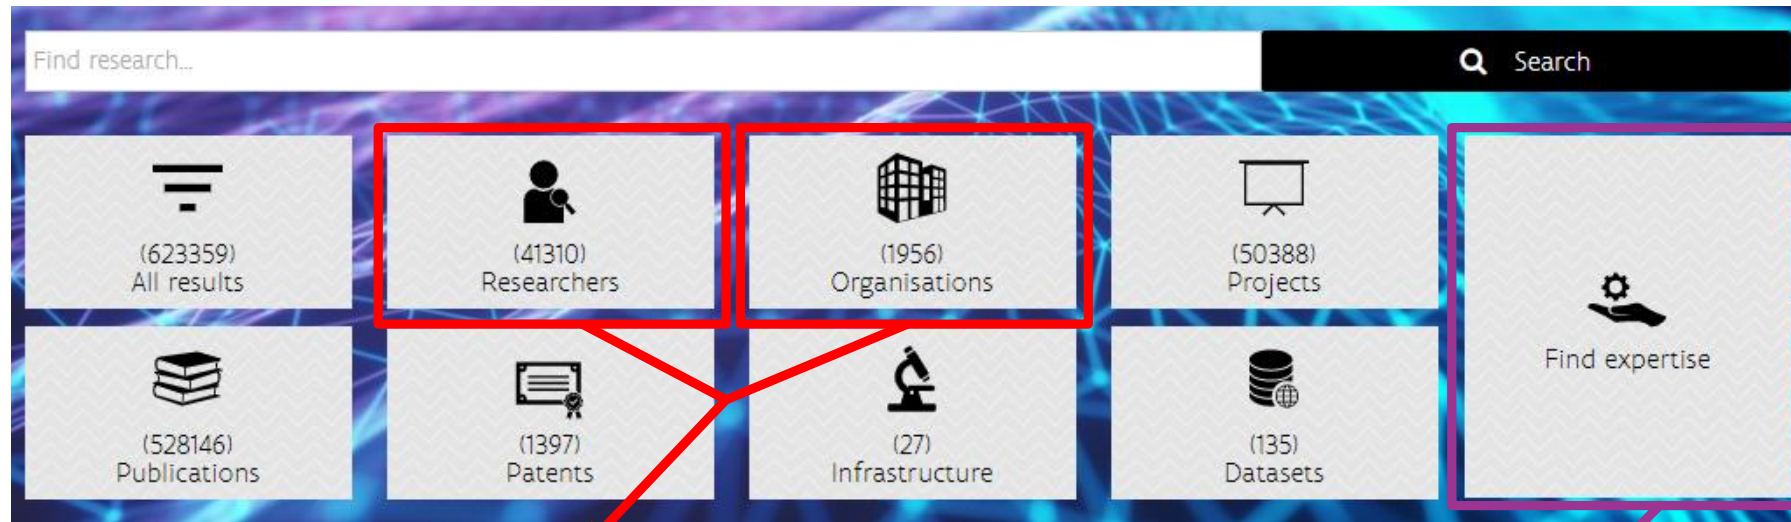 Find research...
Search
(623359)
All results
(41310)
Researchers
(1956)
Organisations
(50388)
Projects
Find expertise
(528146)
Publications
(1397)
Patents
(27)
Infrastructure
(135)
Datasets